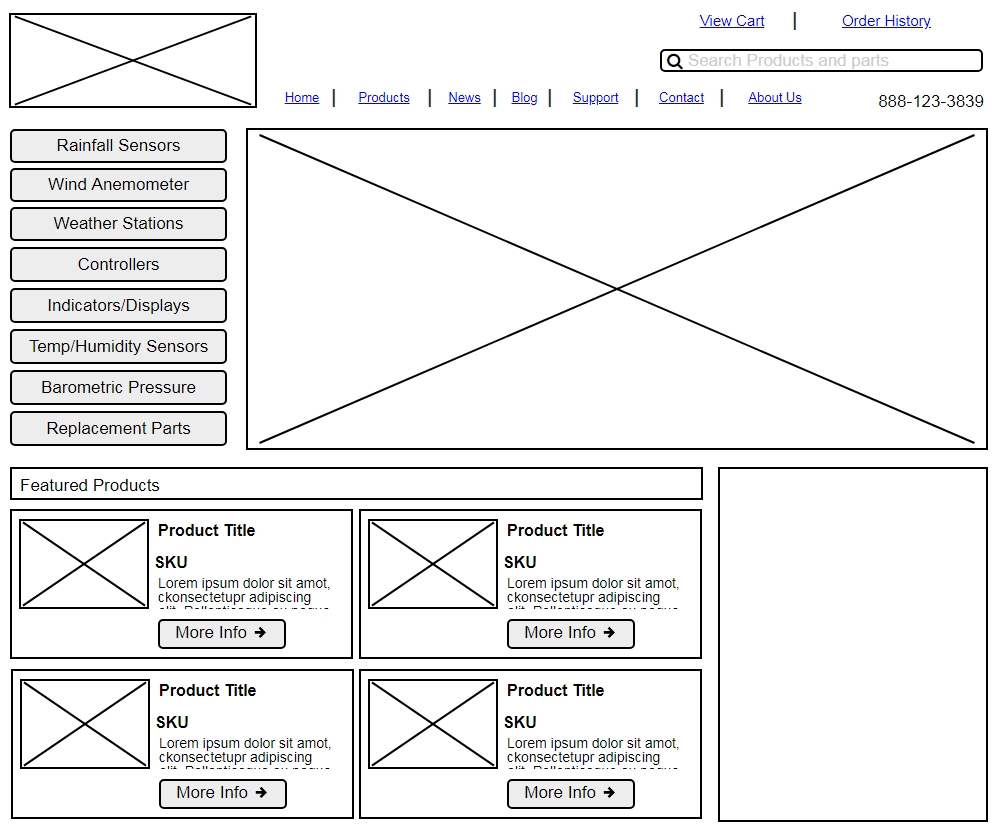 View Cart | Order History
Search Products and parts
Home | Products | News | Blog | Support | Contact | About Us
888-123-3839
Rainfall Sensors
Wind Anemometer
Weather Stations
Controllers
Indicators/Displays
Temp/Humidity Sensors
Barometric Pressure
Replacement Parts
Featured Products
Product Title
SKU
Lorem ipsum dolor sit amot,
ckonsectetupr adipiscing
More Info
Product Title
SKU
Lorem ipsum dolor sit amot,
ckonsectetupr adipiscing
More Info
Product Title
SKU
Lorem ipsum dolor sit amot,
ckonsectetupr adipiscing
More Info
Product Title
SKU
Lorem ipsum dolor sit amot,
ckonsectetupr adipiscing
More Info